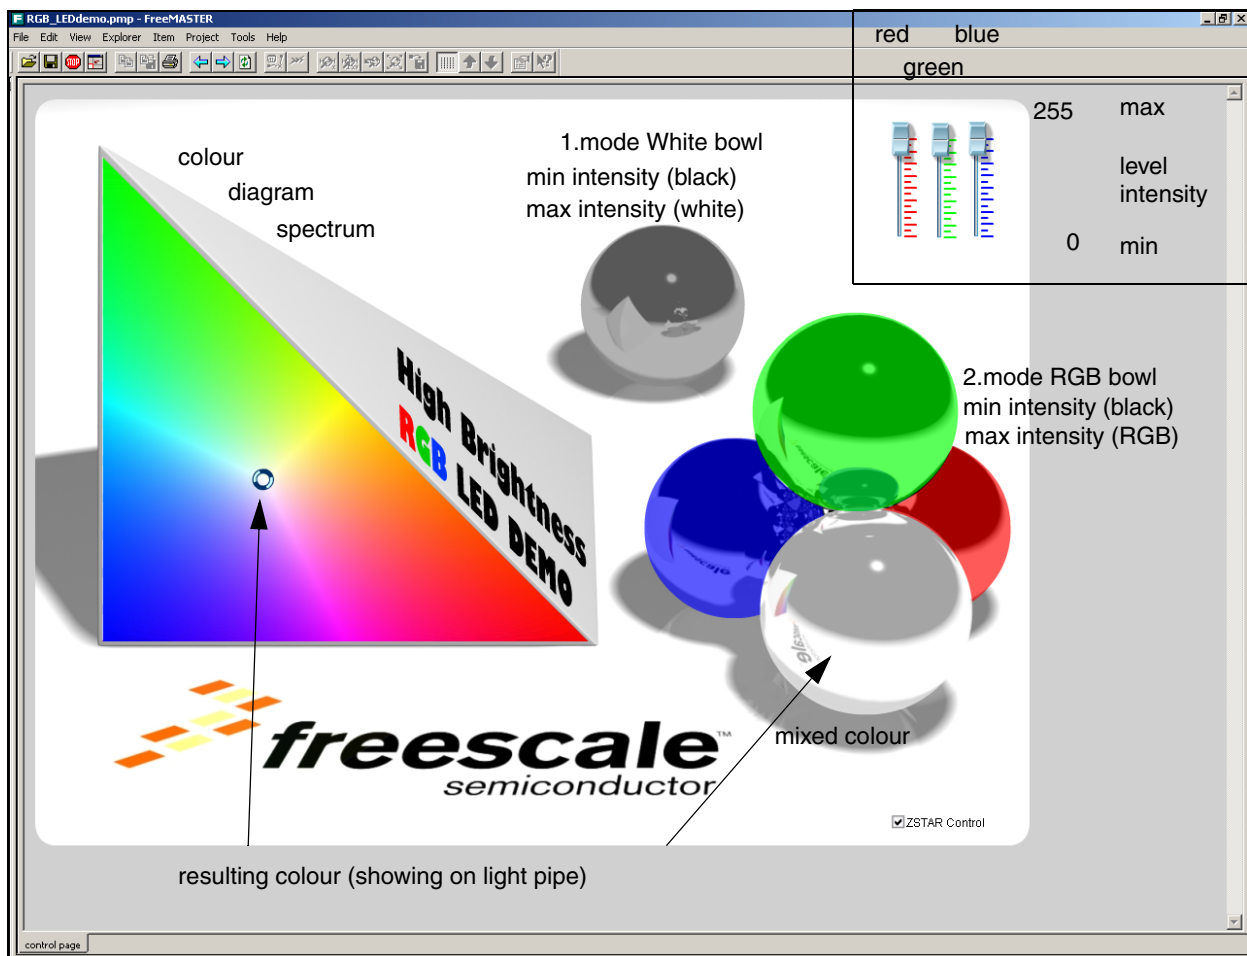 RGB_LEDdemo.pmp - FreeMASTER
File Edit View Explorer Item Project Tools Help
red blue
green
255 max
level
intensity
0 min
colour
diagram
spectrum
1.mode White bowl
min intensity (black)
max intensity (white)
2.mode RGB bowl
min intensity (black)
max intensity (RGB)
High Brightness
RGB LED DEMO
mixed colour
freescale™
semiconductor
ZSTAR Control
resulting colour (showing on light pipe)
control page